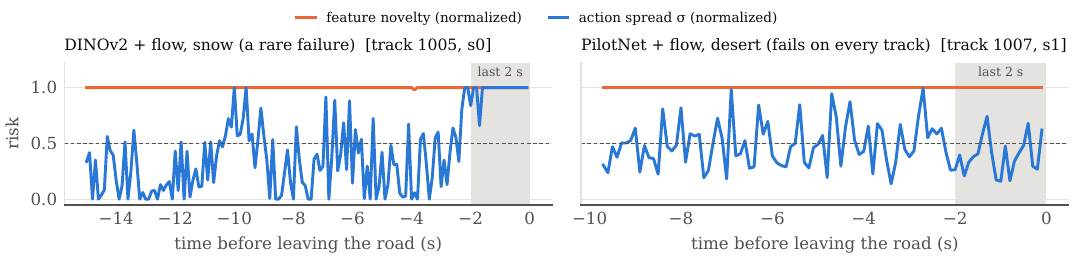 feature novelty (normalized)
action spread σ (normalized)
DINOv2 + flow, snow (a rare failure)  [track 1005, s0]
last 2 s
1.0
0.5
0.0
risk
−14
−12
−10
−8
−6
−4
−2
0
time before leaving the road (s)
PilotNet + flow, desert (fails on every track)  [track 1007, s1]
last 2 s
−10
−8
−6
−4
−2
0
time before leaving the road (s)